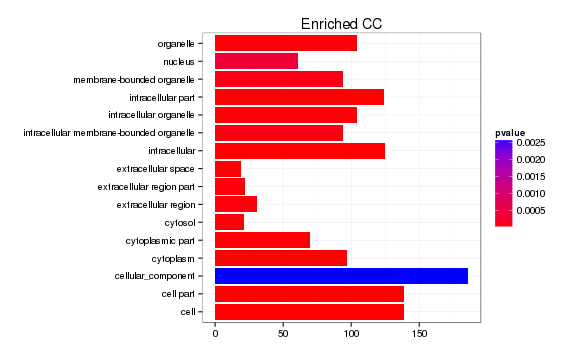 Enriched CC
organelle
nucleus
membrane-bounded organelle
intracellular part
intracellular organelle
intracellular membrane-bounded organelle
intracellular
extracellular space
extracellular region part
extracellular region
cytosol
cytoplasmic part
cytoplasm
cellular_component
cell part
cell
0 50 100 150
pvalue
0.0025
0.0020
0.0015
0.0010
0.0005